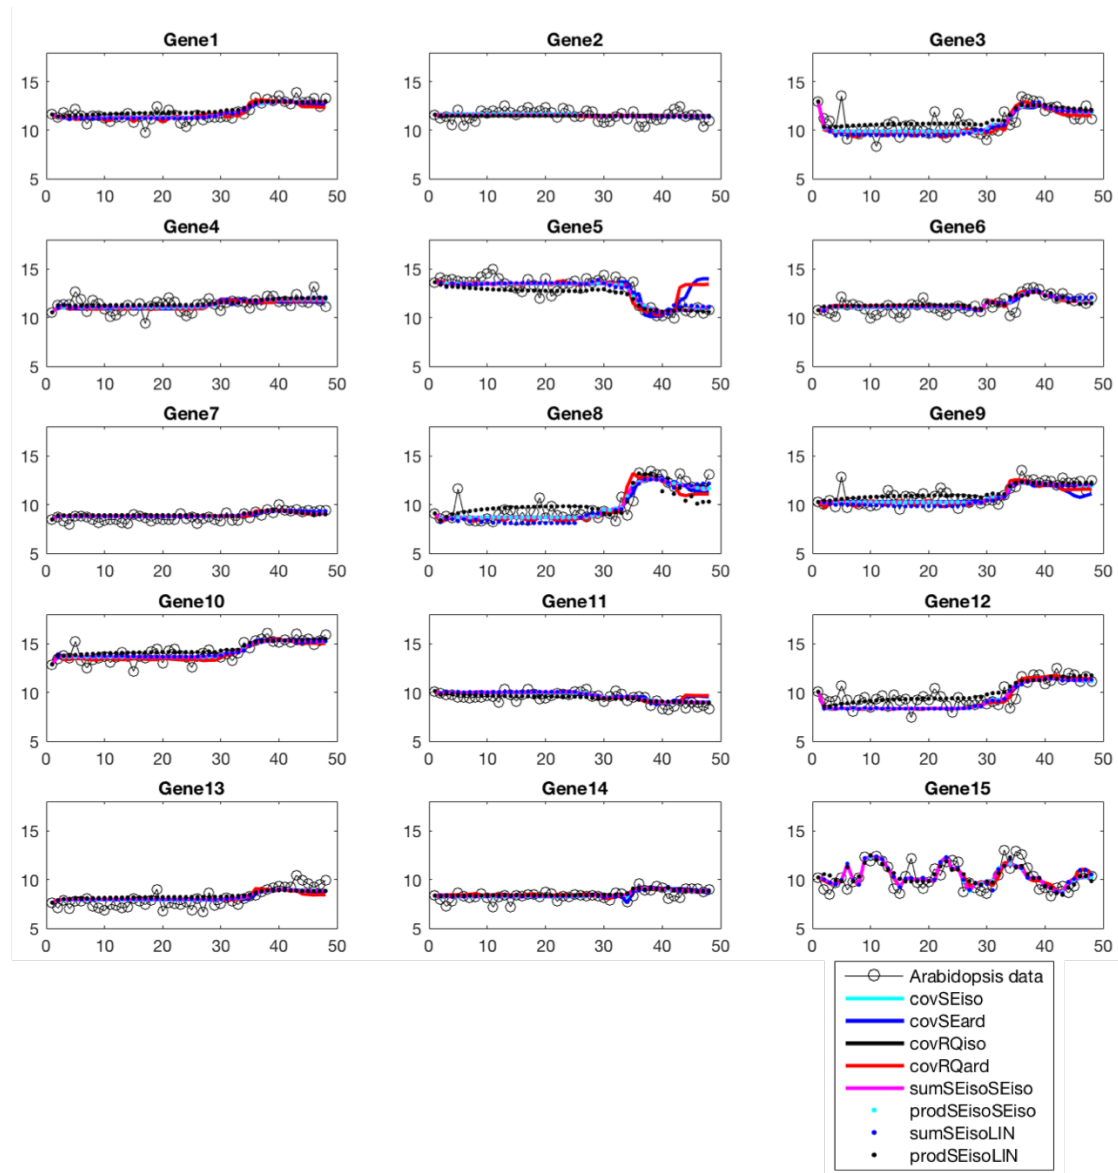 Gene1 Gene2 Gene3
15 15 15
10 10 10
5 5 5
0 10 20 30 40 50 0 10 20 30 40 50 0 10 20 30 40 50
Gene4 Gene5 Gene6
15 15 15
10 10 10
5 5 5
0 10 20 30 40 50 0 10 20 30 40 50 0 10 20 30 40 50
Gene7 Gene8 Gene9
15 15 15
10 10 10
5 5 5
0 10 20 30 40 50 0 10 20 30 40 50 0 10 20 30 40 50
Gene10 Gene11 Gene12
15 15 15
10 10 10
5 5 5
0 10 20 30 40 50 0 10 20 30 40 50 0 10 20 30 40 50
Gene13 Gene14 Gene15
15 15 15
10 10 10
5 5 5
0 10 20 30 40 50 0 10 20 30 40 50 0 10 20 30 40 50
Arabidopsis data
covSEiso
covSEard
covRQiso
covRQard
sumSEisoSEiso
prodSEisoSEiso
sumSEisoLIN
prodSEisoLIN